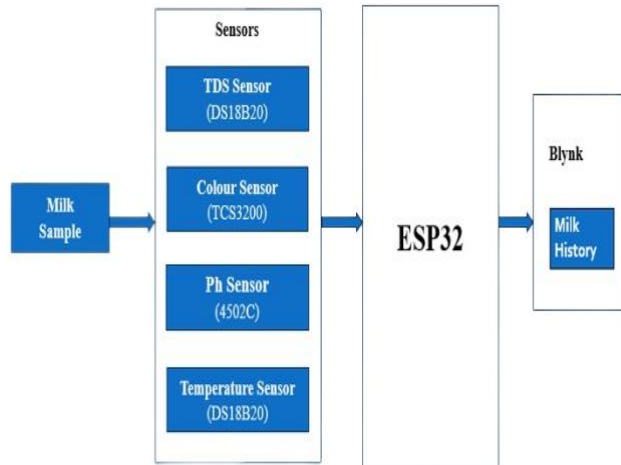 Sensors
TDS Sensor
(DS18B20)
Colour Sensor
(TCS3200)
Ph Sensor
(4502C)
Temperature Sensor
(DS18B20)
Milk
Sample
ESP32
Blynk
Milk
History